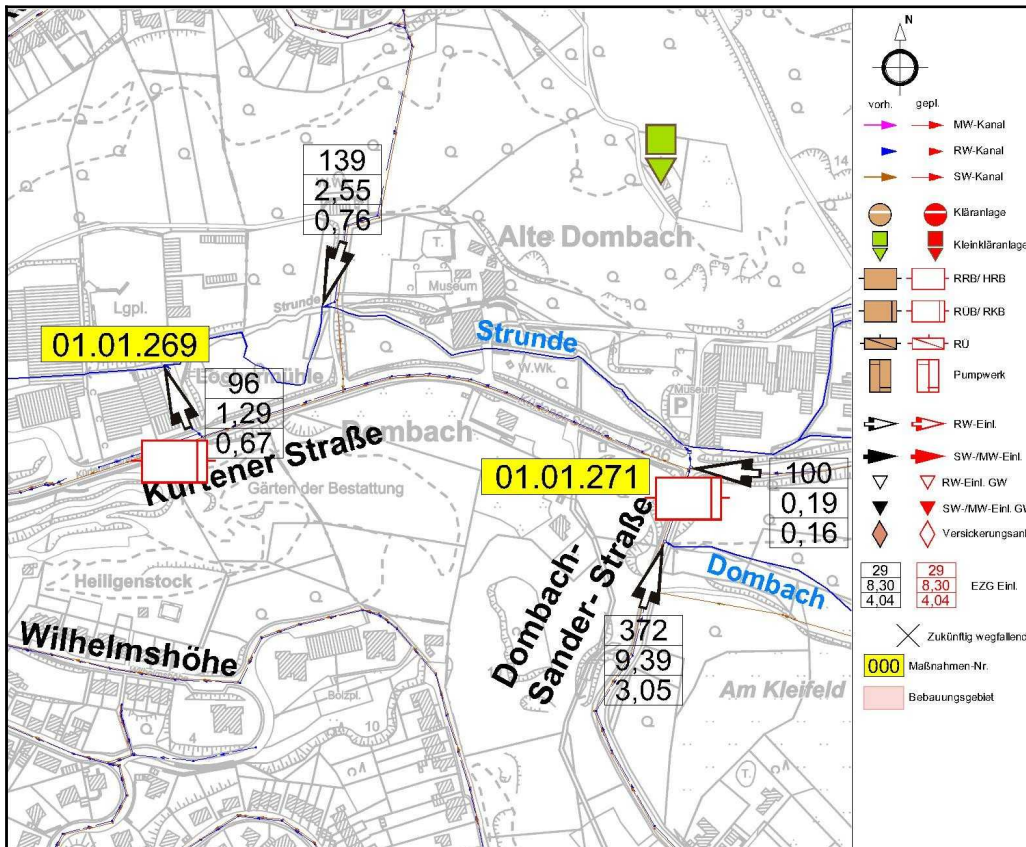 139
2,55
0,76
Alte Dombach
T.
Museum
Lgpl.
Strunde
Strunde
3
14
01.01.269
W.Wk.
96
1,29
0,67
Dombach
Museum
P
L 286
Kürtener Straße
Gärten der Bestattung
01.01.271
100
0,19
0,16
Dombach-
Sander-Straße
Dombach
Heiligenstock
Wilhelmshöhe
372
9,39
3,05
Am Kleifeld
Bolzpl.
4
10
T.
N
vorh.
gepl.
MW-Kanal
RW-Kanal
SW-Kanal
Kläranlage
Kleinkläranlage
RRB/ HRB
RÜB/ RKB
RÜ
Pumpwerk
RW-Einl.
SW-/MW-Einl.
RW-Einl. GW
SW-/MW-Einl. GW
Versickerungsanl
29
8,30
4,04
29
8,30
4,04
EZG Einl.
Zukünftig wegfallend
000
Maßnahmen-Nr.
Bebauungsgebiet